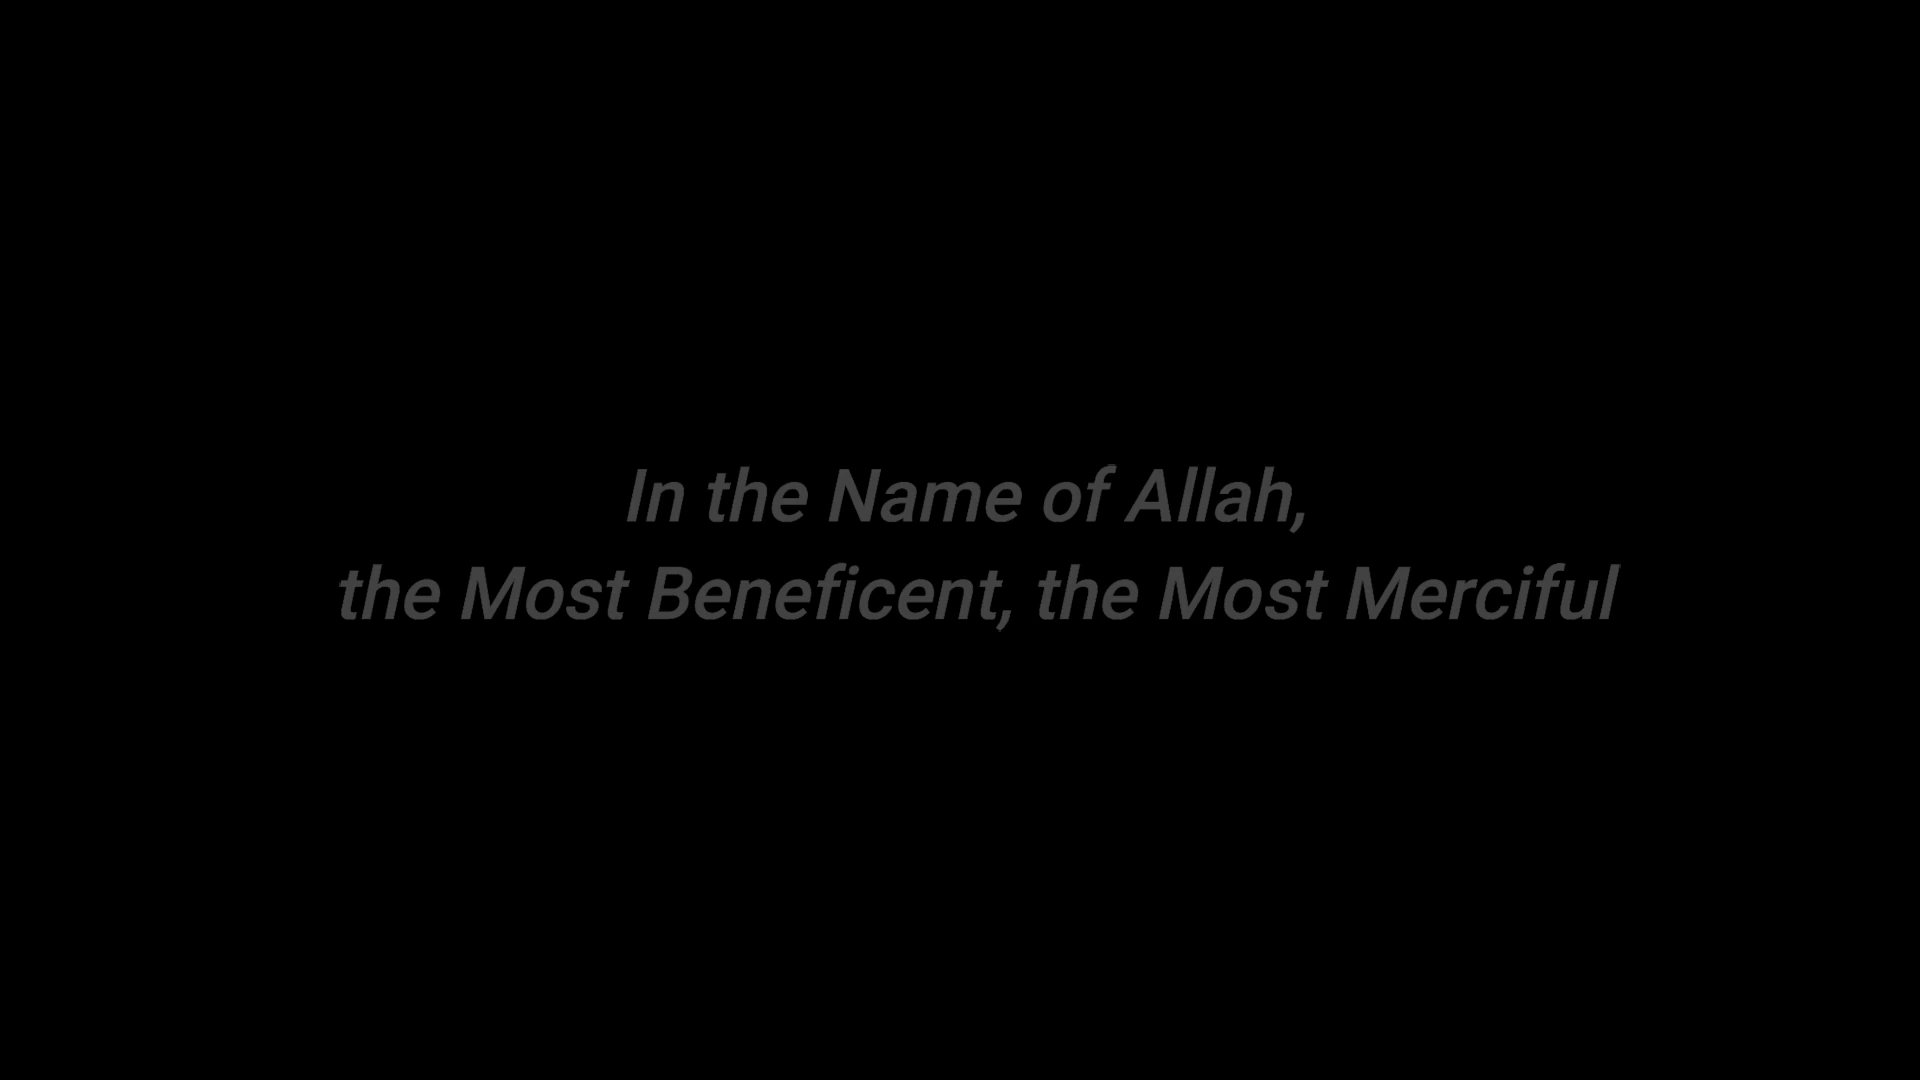 In the Name of Allah,
the Most Beneficent, the Most Merciful